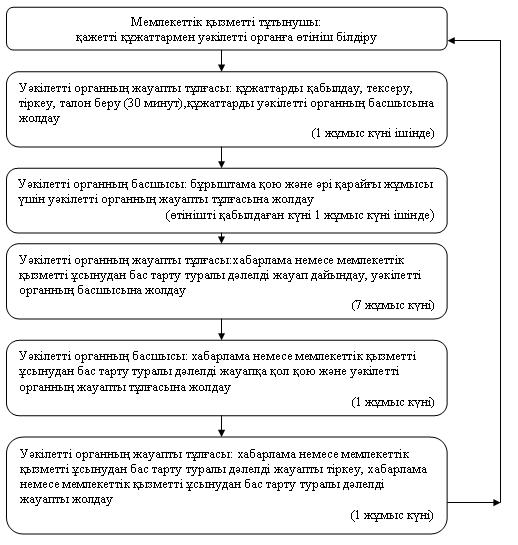 Мемлекеттік қызметті тұтынушы:
қажетті құжаттармен уәкілетті органға өтініш білдіру
Уәкілетті органның жауапты тұлғасы: құжаттарды қабылдау, тексеру,
тіркеу, талон беру (30 минут),құжаттарды уәкілетті органның басшысына
жолдау
(1 жұмыс күні ішінде)
Уәкілетті органның басшысы: бұрыштама қою және әрі қарайғы жұмысы
үшін уәкілетті органның жауапты тұлғасына жолдау
(өтінішті қабылдаған күні 1 жұмыс күні ішінде)
Уәкілетті органның жауапты тұлғасы:хабарлама немесе мемлекеттік
қызметті ұсынудан бас тарту туралы дәлелді жауап дайындау, уәкілетті
органның басшысына жолдау
(7 жұмыс күні)
Уәкілетті органның басшысы: хабарлама немесе мемлекеттік қызметті
ұсынудан бас тарту туралы дәлелді жауапқа қол қою және уәкілетті
органның жауапты тұлғасына жолдау
(1 жұмыс күні)
Уәкілетті органның жауапты тұлғасы: хабарлама немесе мемлекеттік
қызметті ұсынудан бас тарту туралы дәлелді жауапты тіркеу, хабарлама
немесе мемлекеттік қызметті ұсынудан бас тарту туралы дәлелді
жауапты жолдау
(1 жұмыс күні)